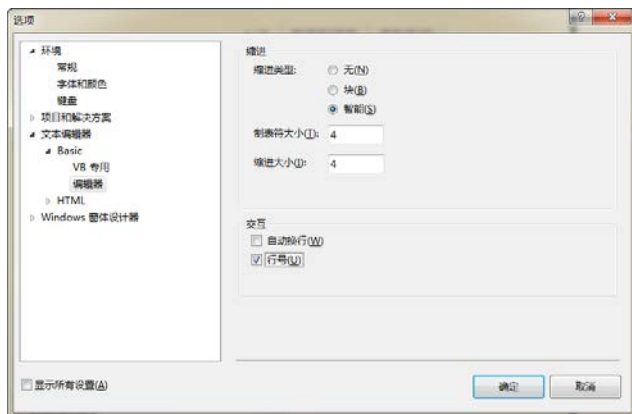 选项
环境
常规
字体和颜色
键盘
项目和解决方案
文本编辑器
Basic
VB 专用
编辑器
HTML
Windows 窗体设计器
缩进
缩进类型:
无(N)
块(B)
智能(S)
制表符大小(T): 4
缩进大小(I): 4
交互
自动换行(W)
行号(U)
显示所有设置(A)
确定
取消